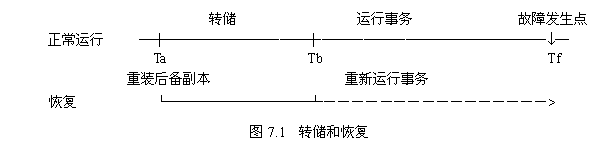 转储 运行事务 故障发生点
正常运行
Ta Tb Tf
重装后备副本 重新运行事务
恢复
图 7.1 转储和恢复